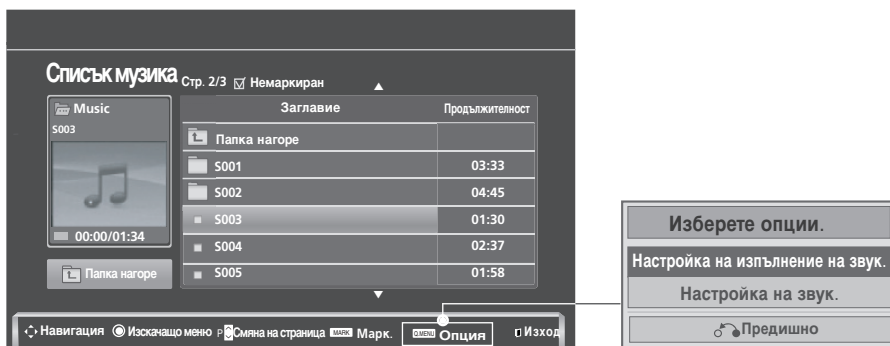 Списък музика Стр. 2/3 Немаркиран
Music
S003
00:00/01:34
Папка нагоре
Заглавие Продължителност
Папка нагоре
S001 03:33
S002 04:45
S003 01:30
S004 02:37
S005 01:58
Навигация Изскачащо меню P Смяна на страница MARK Марк. Q.MENU Опция Изход
Изберете опции.
Настройка на изпълнение на звук.
Настройка на звук.
Предишно